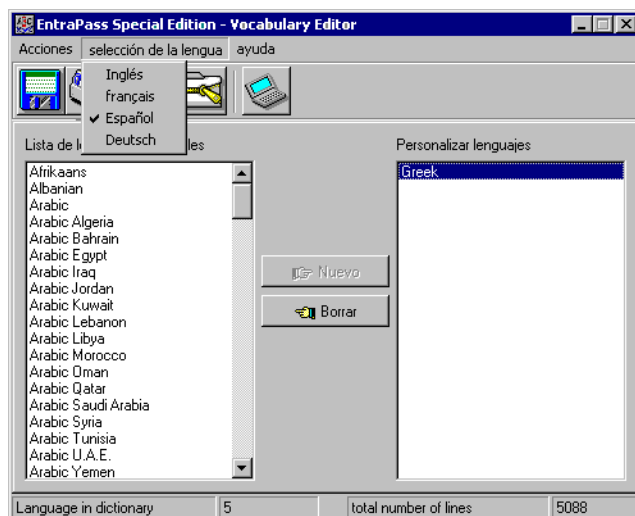 EntraPass Special Edition - Vocabulary Editor
Acciones selección de la lengua ayuda
Inglés
français
Español
Deutsch
Lista de
les
Personalizar lenguajes
Afrikaans
Albanian
Arabic
Arabic Algeria
Arabic Bahrain
Arabic Egypt
Arabic Iraq
Arabic Jordan
Arabic Kuwait
Arabic Lebanon
Arabic Libya
Arabic Morocco
Arabic Oman
Arabic Qatar
Arabic Saudi Arabia
Arabic Syria
Arabic Tunisia
Arabic U.A.E.
Arabic Yemen
Greek
Nuevo
Borrar
Language in dictionary 5 total number of lines 5088